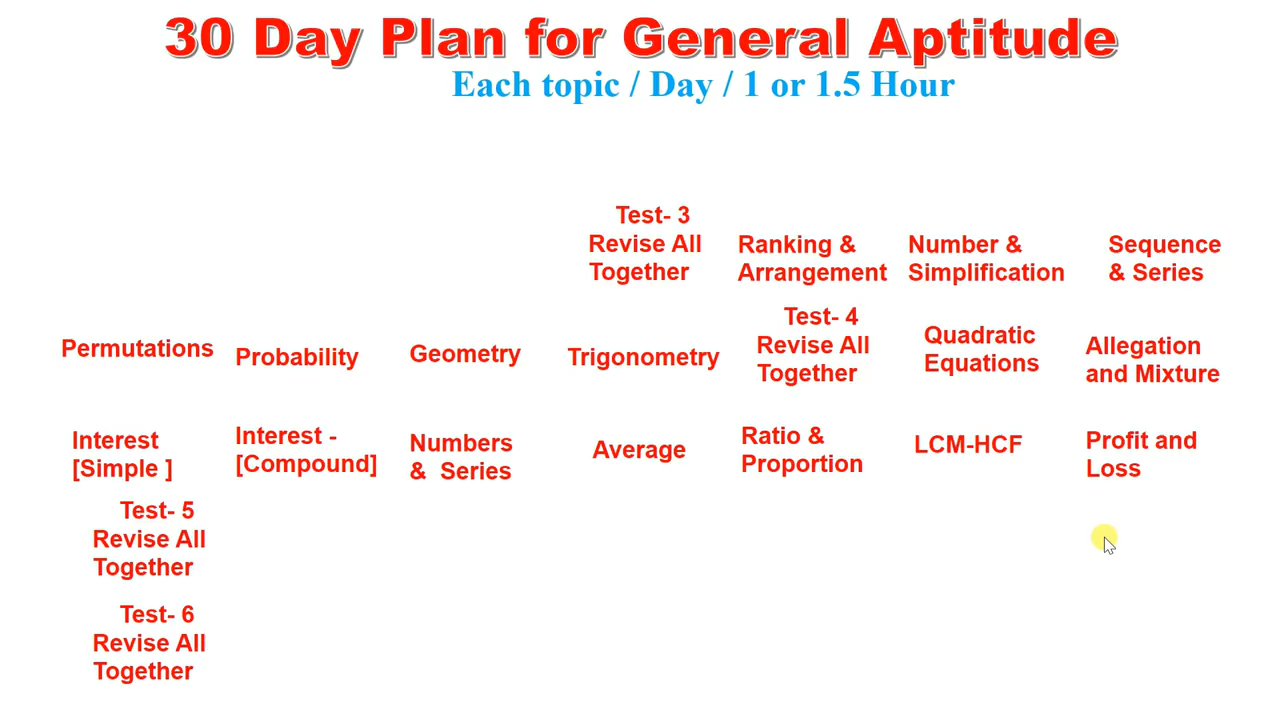 30 Day Plan for General Aptitude
Each topic / Day / 1 or 1.5 Hour
Test- 3
Revise All
Together
Ranking &
Arrangement
Number &
Simplification
Sequence
& Series
Permutations
Probability
Geometry
Trigonometry
Test- 4
Revise All
Together
Quadratic
Equations
Allegation
and Mixture
Interest
[Simple ]
Interest -
[Compound]
Numbers
& Series
Average
Ratio &
Proportion
LCM-HCF
Profit and
Loss
Test- 5
Revise All
Together
Test- 6
Revise All
Together